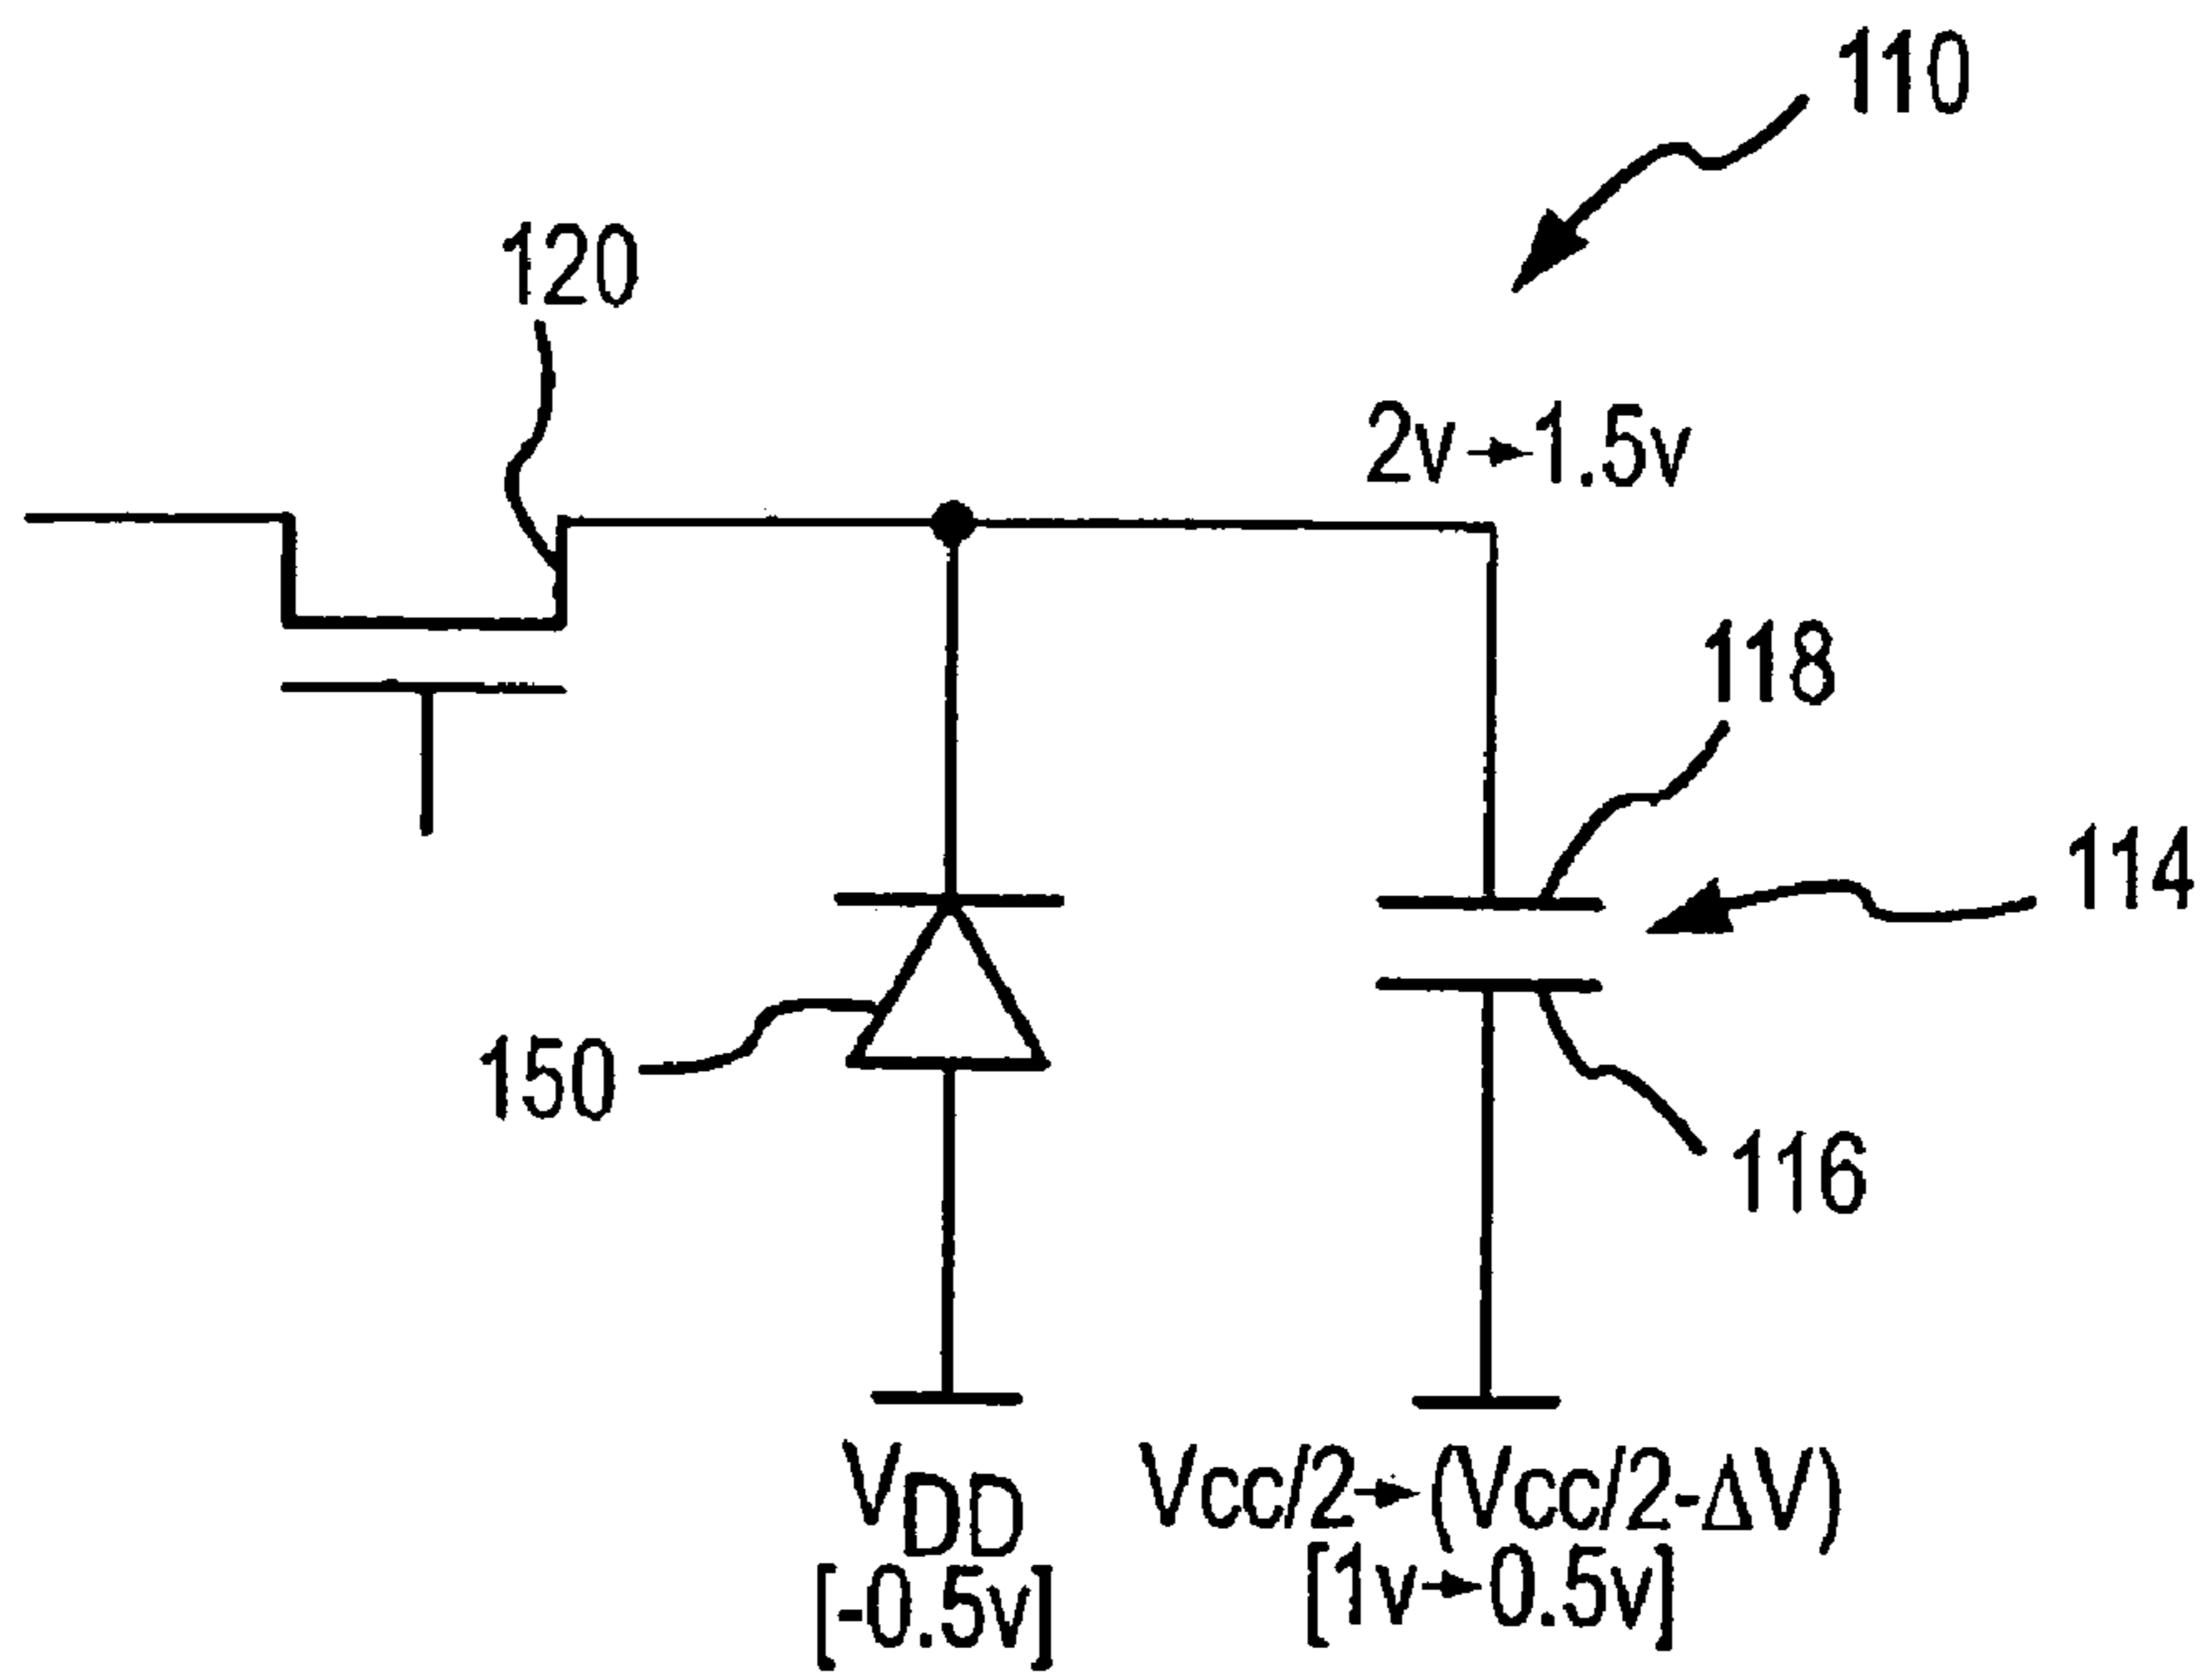 110
120
2v→1.5v
118
114
150
116
VDD
[-0.5v]
Vcc/2→(Vcc/2-ΔV)
[1v→0.5v]